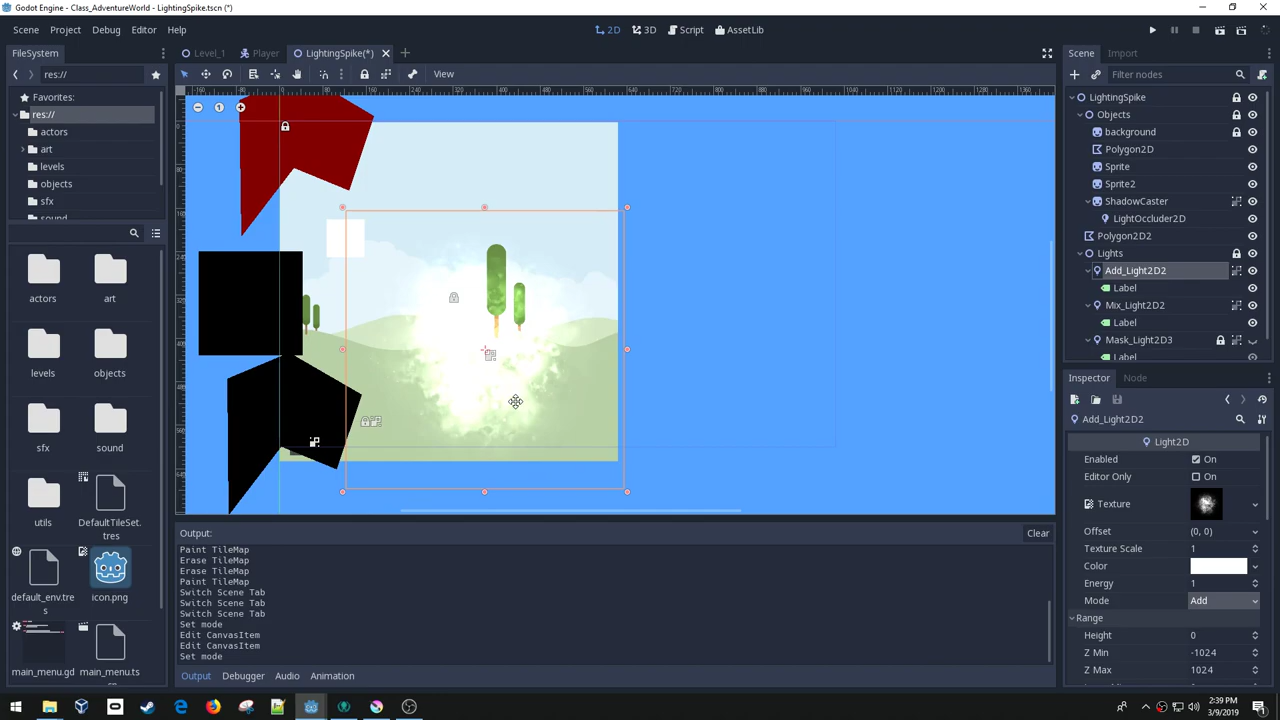 Godot Engine - Class_AdventureWorld - LightingSpike.tscn (*)
Scene Project Debug Editor Help
2D 3D Script AssetLib
FileSystem
Level_1 Player LightingSpike(*)
Scene Import
res://
View
Filter nodes
Favorites:
res://
actors
art
levels
objects
sfx
sound
actors art
levels objects
sfx sound
utils DefaultTileSet.
tres
default_env.tre
s
icon.png
main_menu.gd main_menu.ts
LightingSpike
Objects
background
Polygon2D
Sprite
Sprite2
ShadowCaster
LightOccluder2D
Polygon2D2
Lights
Add_Light2D2
Label
Mix_Light2D2
Label
Mask_Light2D3
Label
Inspector Node
Add_Light2D2
Light2D
Enabled On
Editor Only On
Texture
Offset (0, 0)
Texture Scale 1
Color
Energy 1
Mode Add
Range
Height 0
Z Min -1024
Z Max 1024
Output: Clear
Paint TileMap
Erase TileMap
Erase TileMap
Paint TileMap
Switch Scene Tab
Switch Scene Tab
Switch Scene Tab
Set mode
Edit CanvasItem
Edit CanvasItem
Set mode
Output Debugger Audio Animation
2:39 PM
3/9/2019